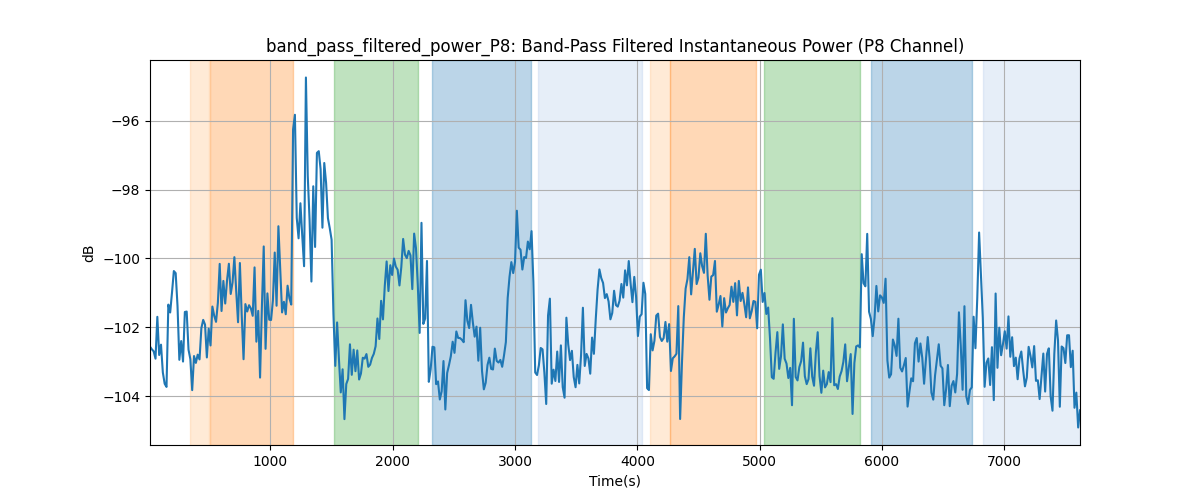 band_pass_filtered_power_P8: Band-Pass Filtered Instantaneous Power (P8 Channel)
−96
−98
−100
−102
−104
dB
1000 2000 3000 4000 5000 6000 7000
Time(s)